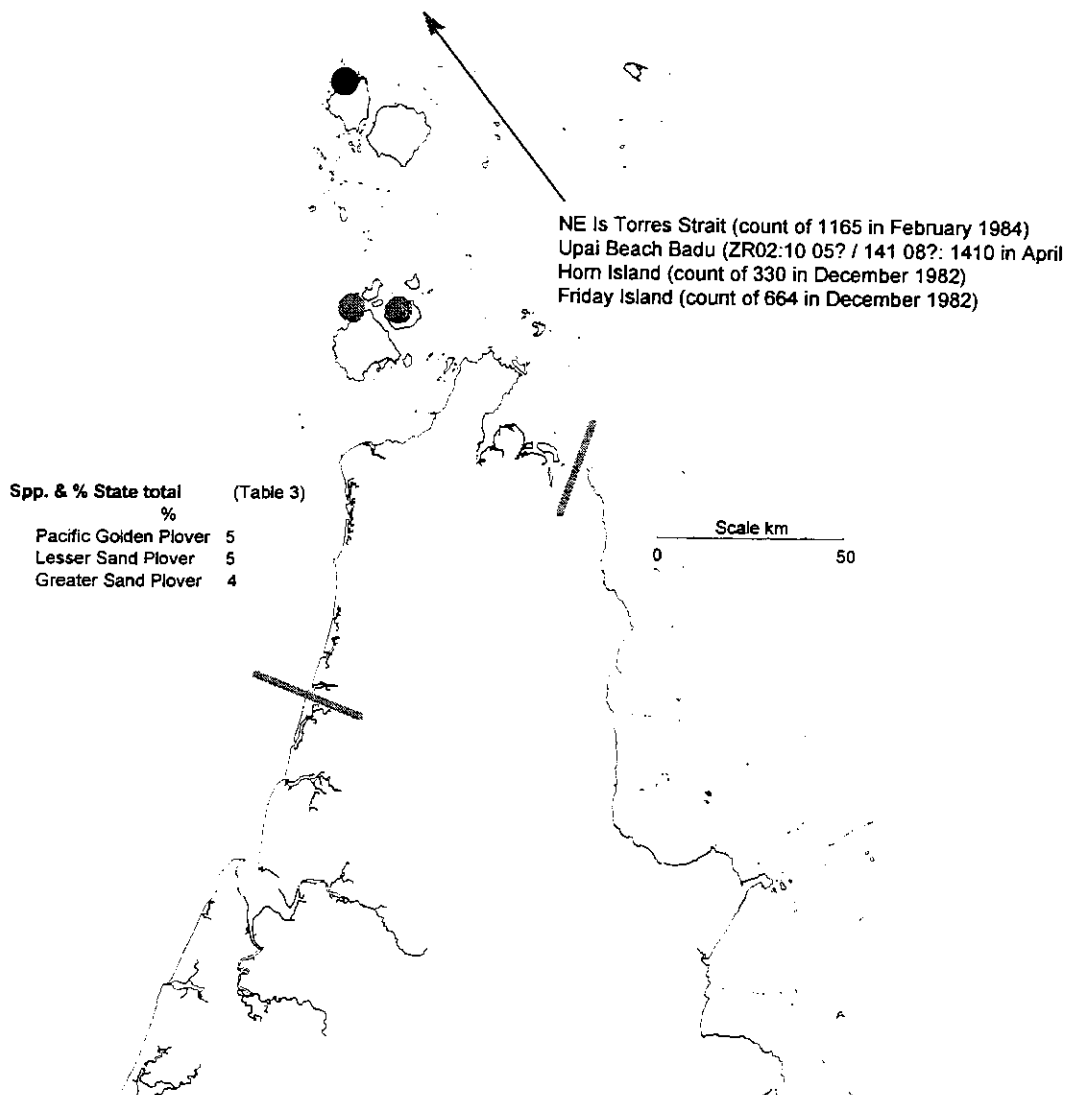 NE Is Torres Strait (count of 1165 in February 1984)
Upai Beach Badu (ZR02:10 05? / 141 08?: 1410 in April
Horn Island (count of 330 in December 1982)
Friday Island (count of 664 in December 1982)
Spp. & % State total (Table 3)
%
Pacific Golden Plover 5
Lesser Sand Plover 5
Greater Sand Plover 4
Scale km
0 50